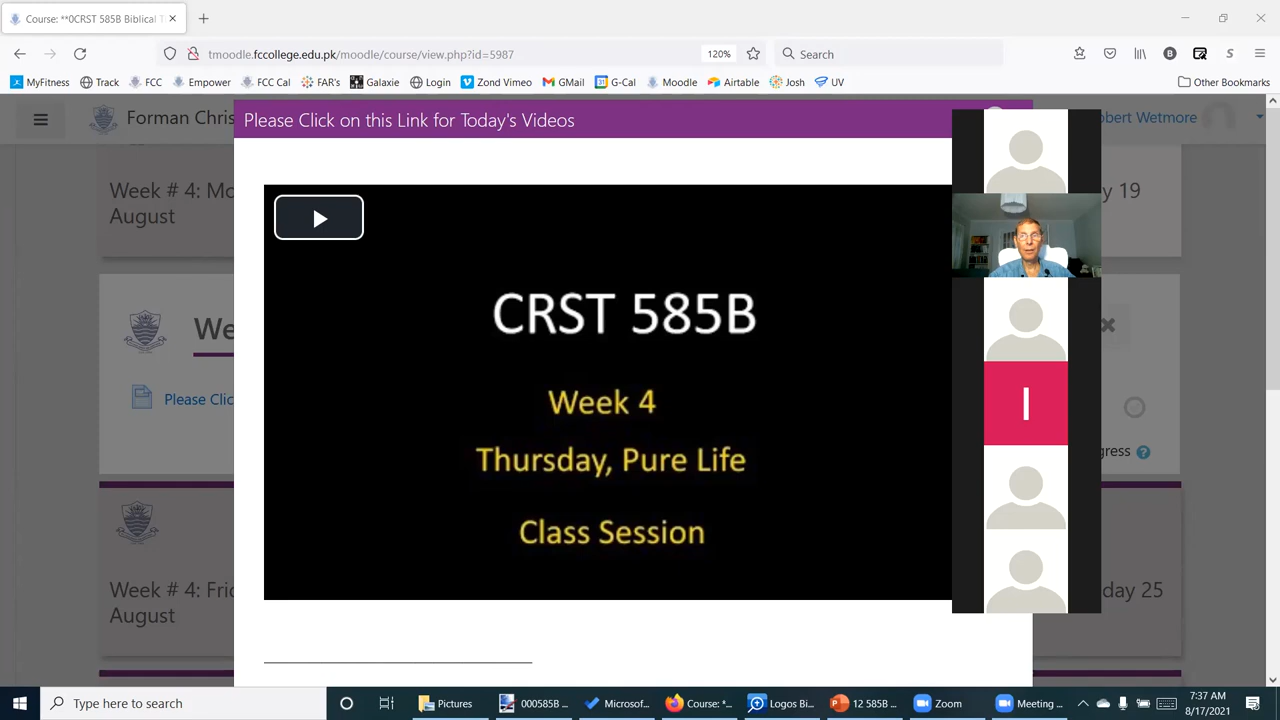 Course: **0CRST 585B Biblical T
tmoodle.fccollege.edu.pk/moodle/course/view.php?id=5987
120%
Search
MyFitness
Track
FCC
Empower
FCC Cal
FAR's
Galaxie
Login
Zond Vimeo
GMail
G-Cal
Moodle
Airtable
Josh
UV
Other Bookmarks
Forman Chris
Please Click on this Link for Today's Videos
obert Wetmore
Week # 4: Mo
August
y 19
CRST 585B
Week 4
Thursday, Pure Life
Class Session
We
Please Clic
I
gress
Week # 4: Frid
August
day 25
Type here to search
Pictures
000585B ...
Microsof...
Course: *...
Logos Bi...
12 585B ...
Zoom
Meeting ...
7:37 AM
8/17/2021